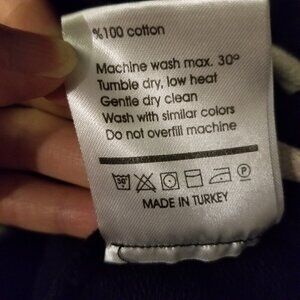 %100 cotton
Machine wash max. 30°
Tumble dry, low heat
Gentle dry clean
Wash with similar colors
Do not overfill machine
30°
P
MADE IN TURKEY